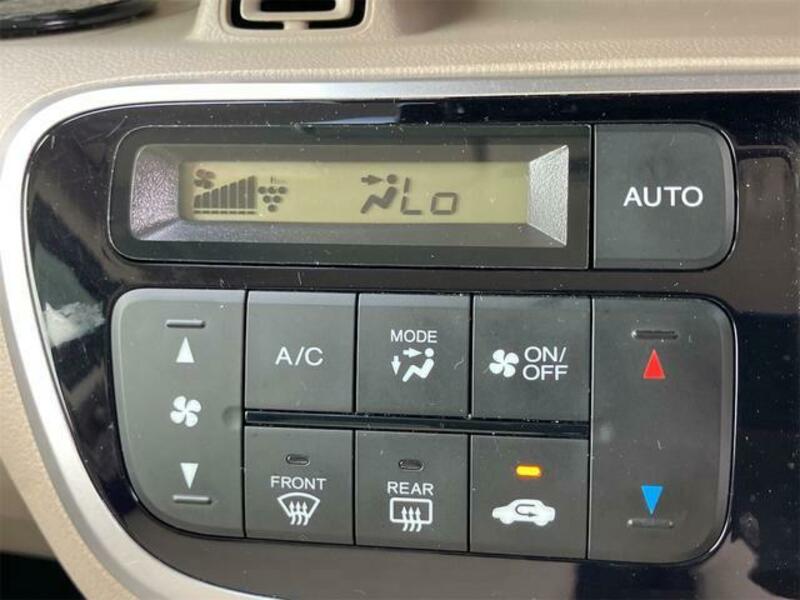 Lo
AUTO
A/C
MODE
ON/
OFF
FRONT
REAR